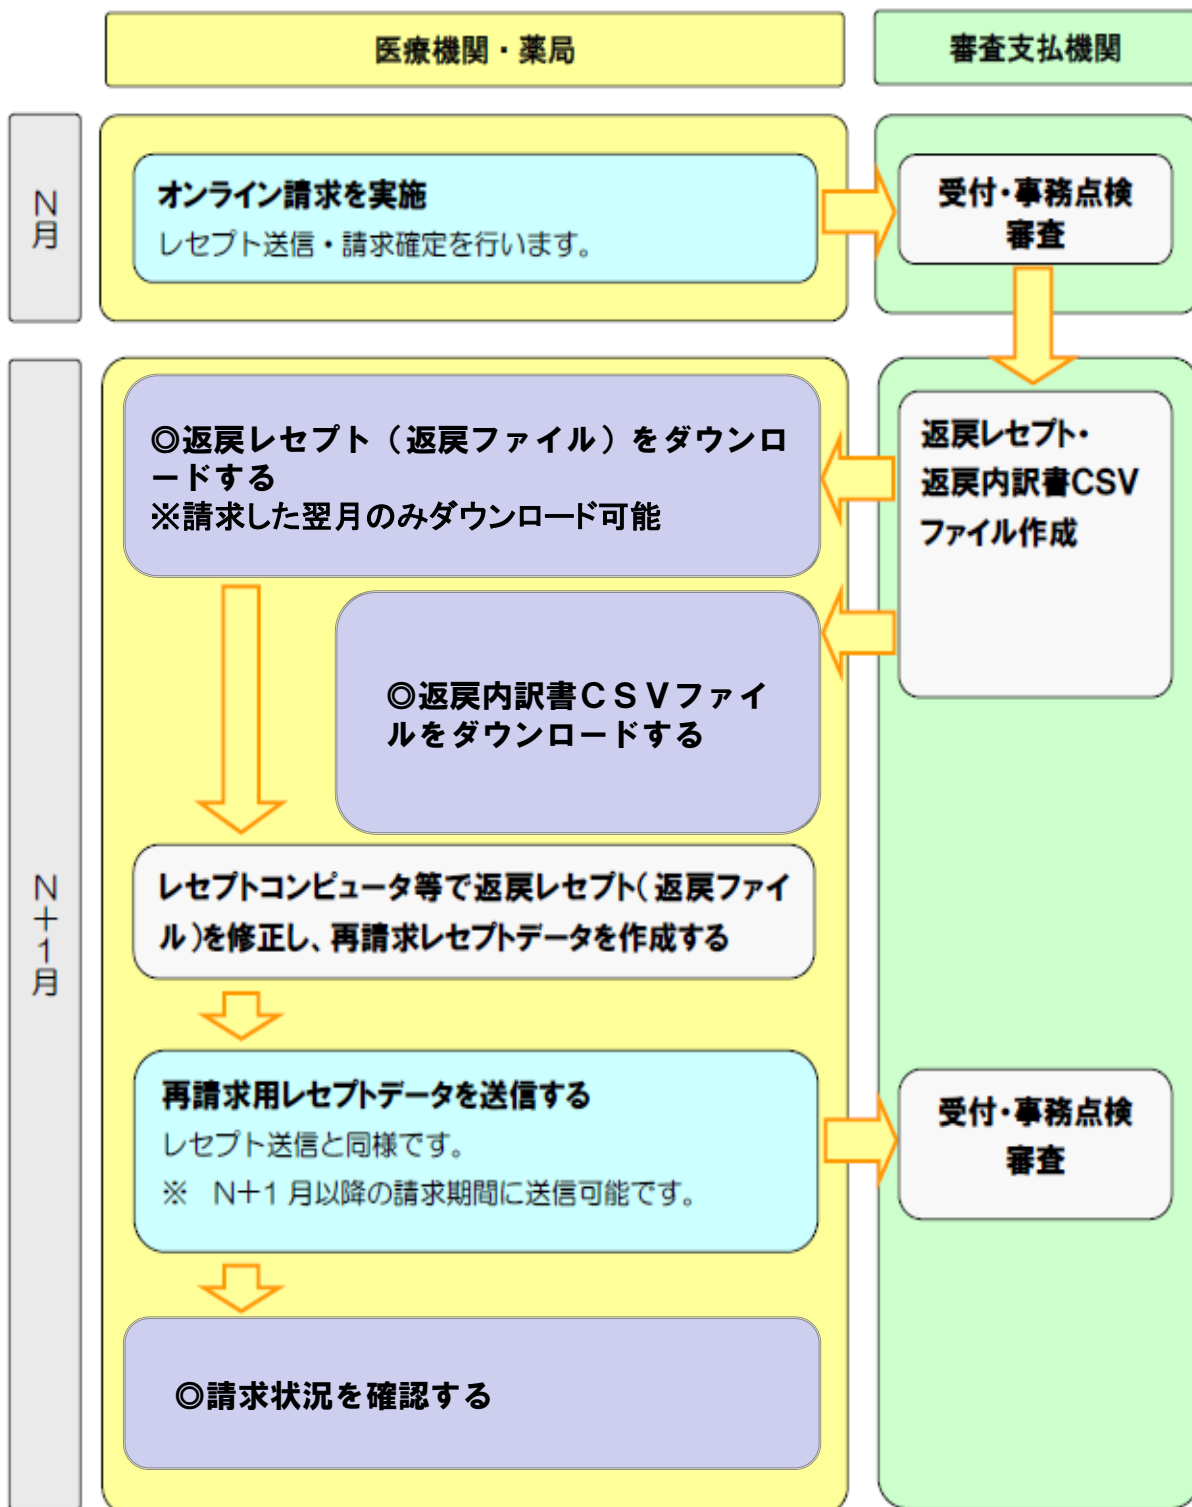 医療機関・薬局
審査支払機関
N
月
オンライン請求を実施
レセプト送信・請求確定を行います。
受付・事務点検
審査
N
＋
1
月
◎返戻レセプト（返戻ファイル）をダウンロ
ードする
※請求した翌月のみダウンロード可能
返戻レセプト・
返戻内訳書CSV
ファイル作成
◎返戻内訳書ＣＳＶファイ
ルをダウンロードする
レセプトコンピュータ等で返戻レセプト（返戻ファイ
ル）を修正し、再請求レセプトデータを作成する
再請求用レセプトデータを送信する
レセプト送信と同様です。
※　N＋1 月以降の請求期間に送信可能です。
受付・事務点検
審査
◎請求状況を確認する